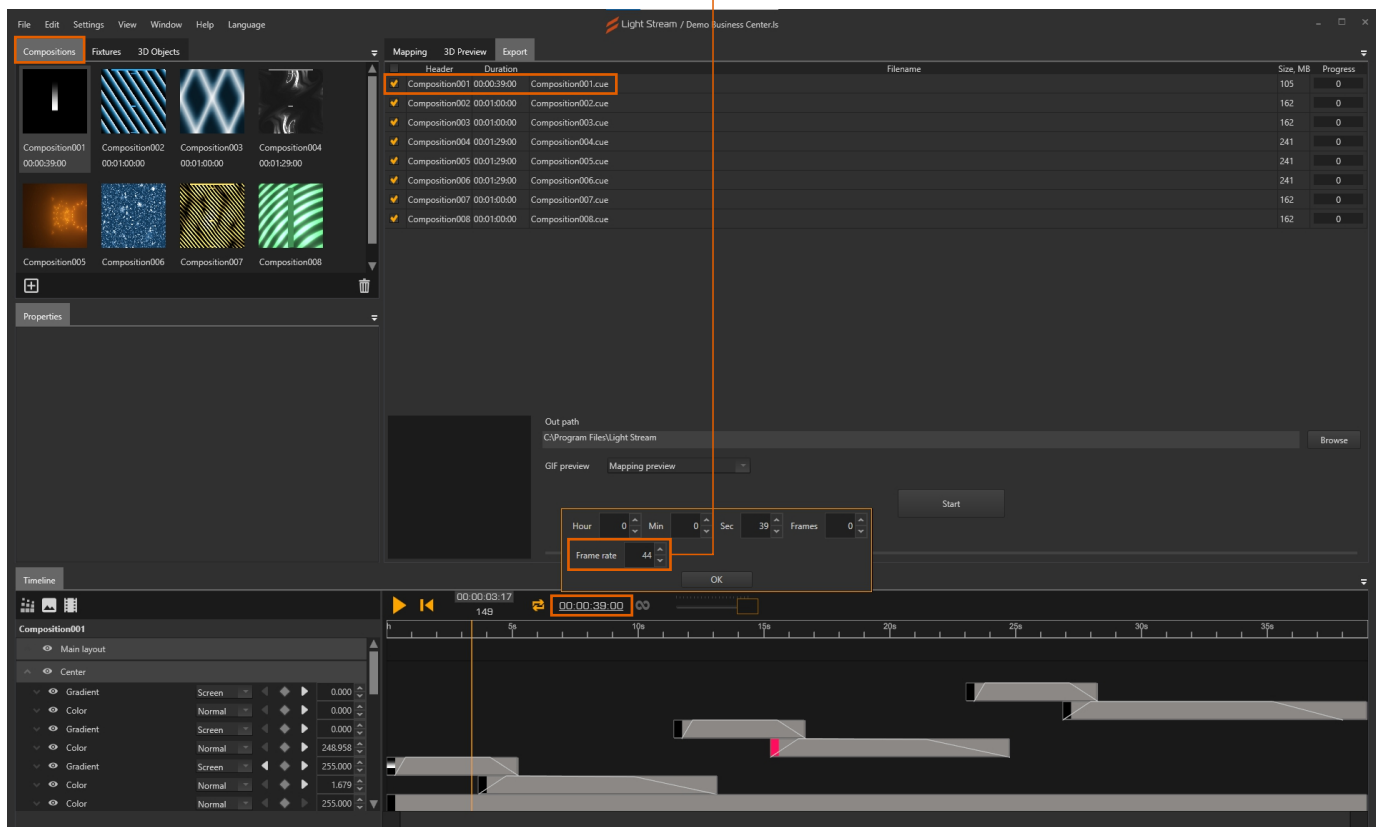 File Edit Settings View Window Help Language
Light Stream / Demo Business Center.ls
Compositions Fixtures 3D Objects
Mapping 3D Preview Export
Header Duration Filename Size, MB Progress
Composition001 00:00:39:00 Composition001.cue 105 0
Composition002 00:01:00:00 Composition002.cue 162 0
Composition003 00:01:00:00 Composition003.cue 162 0
Composition004 00:01:29:00 Composition004.cue 241 0
Composition005 00:01:29:00 Composition005.cue 241 0
Composition006 00:01:29:00 Composition006.cue 241 0
Composition007 00:01:00:00 Composition007.cue 162 0
Composition008 00:01:00:00 Composition008.cue 162 0
Composition001 Composition002 Composition003 Composition004
00:00:39:00 00:01:00:00 00:01:00:00 00:01:29:00
Composition005 Composition006 Composition007 Composition008
Properties
Out path
C:\Program Files\Light Stream
Browse
GIF preview Mapping preview
Start
Hour 0 Min 0 Sec 39 Frames 0
Frame rate 44
OK
Timeline
00:00:03:17
149
00:00:39:00
Composition001
h 5s 10s 15s 20s 25s 30s 35s
Main layout
Center
Gradient Screen 0.000
Color Normal 0.000
Gradient Screen 0.000
Color Normal 248.958
Gradient Screen 255.000
Color Normal 1.679
Color Normal 255.000